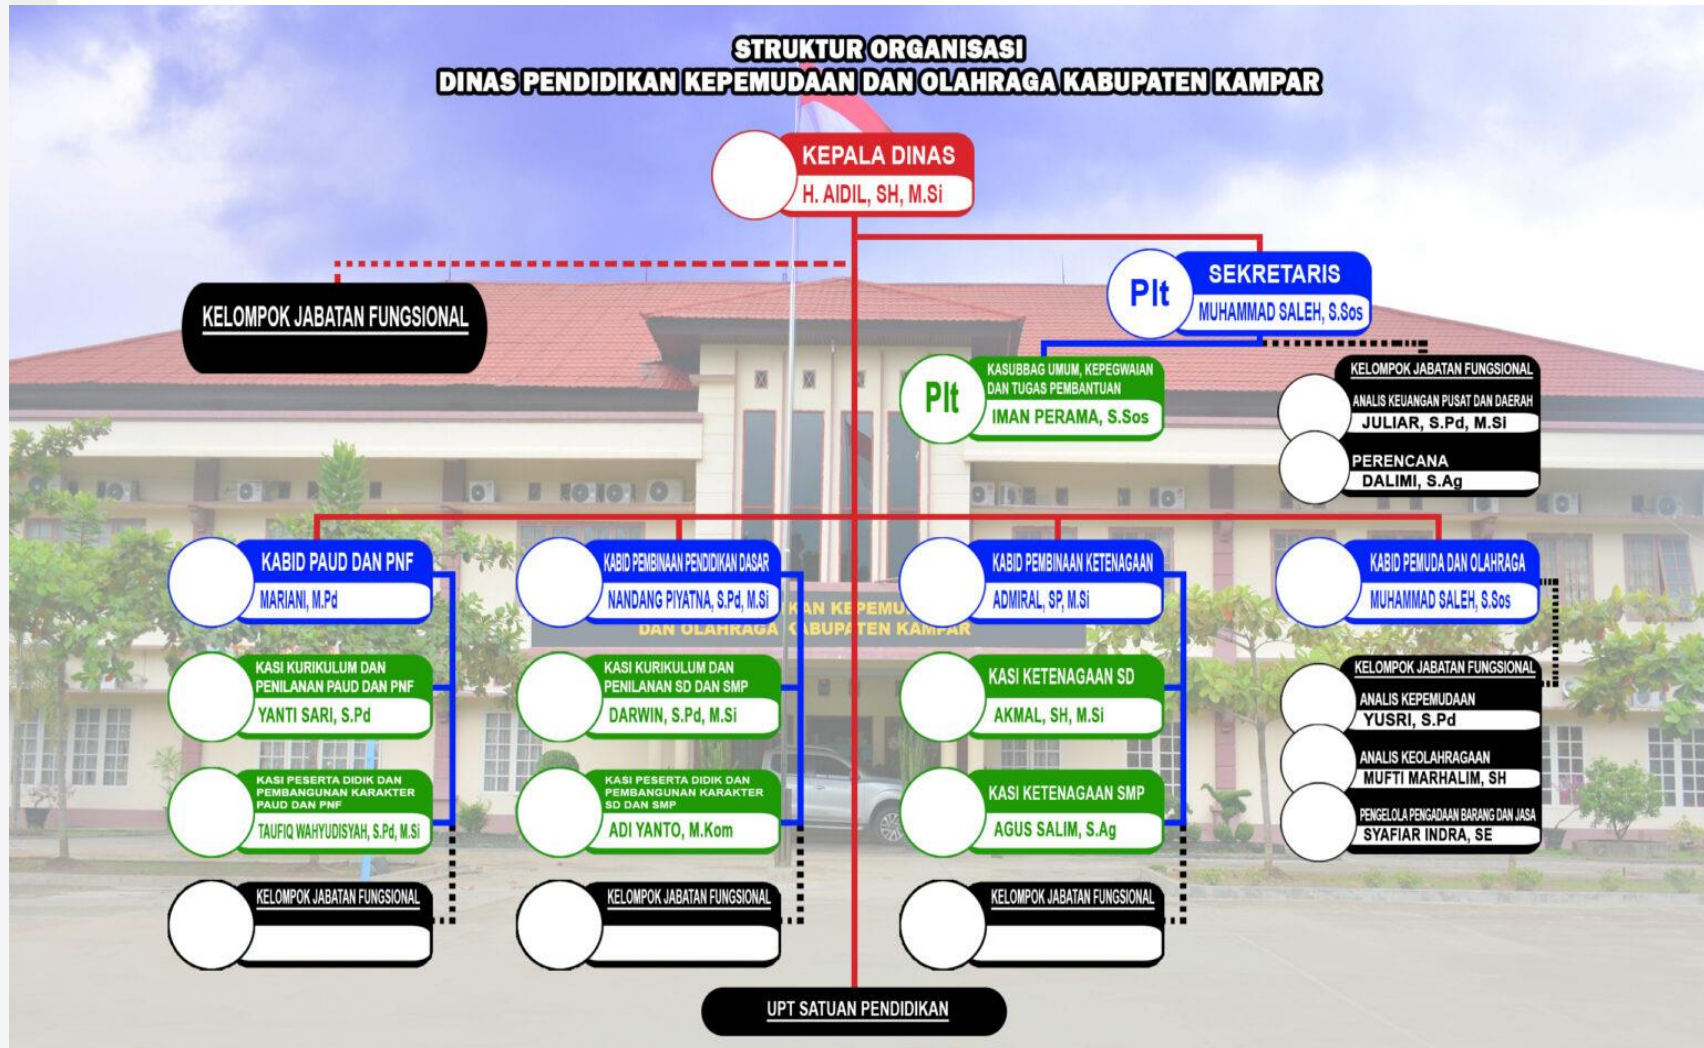 STRUKTUR ORGANISASI
DINAS PENDIDIKAN KEPEMUDAAN DAN OLAHRAGA KABUPATEN KAMPAR
KEPALA DINAS
H. AIDIL, SH, M.Si
KELOMPOK JABATAN FUNGSIONAL
Plt
SEKRETARIS
MUHAMMAD SALEH, S.Sos
Plt
KASUBBAG UMUM, KEPEGWAIAN
DAN TUGAS PEMBANTUAN
IMAN PERAMA, S.Sos
KELOMPOK JABATAN FUNGSIONAL
ANALIS KEUANGAN PUSAT DAN DAERAH
JULIAR, S.Pd, M.Si
PERENCANA
DALIMI, S.Ag
KABID PAUD DAN PNF
MARIANI, M.Pd
KASI KURIKULUM DAN
PENILANAN PAUD DAN PNF
YANTI SARI, S.Pd
KASI PESERTA DIDIK DAN
PEMBANGUNAN KARAKTER
PAUD DAN PNF
TAUFIQ WAHYUDISYAH, S.Pd, M.Si
KELOMPOK JABATAN FUNGSIONAL
KABID PEMBINAAN PENDIDIKAN DASAR
NANDANG PIYATNA, S.Pd, M.Si
KASI KURIKULUM DAN
PENILANAN SD DAN SMP
DARWIN, S.Pd, M.Si
KASI PESERTA DIDIK DAN
PEMBANGUNAN KARAKTER
SD DAN SMP
ADI YANTO, M.Kom
KELOMPOK JABATAN FUNGSIONAL
KABID PEMBINAAN KETENAGAAN
ADMIRAL, SP, M.Si
KASI KETENAGAAN SD
AKMAL, SH, M.Si
KASI KETENAGAAN SMP
AGUS SALIM, S.Ag
KELOMPOK JABATAN FUNGSIONAL
KABID PEMUDA DAN OLAHRAGA
MUHAMMAD SALEH, S.Sos
KELOMPOK JABATAN FUNGSIONAL
ANALIS KEPEMUDAAN
YUSRI, S.Pd
ANALIS KEOLAHRAGAAN
MUFTI MARHALIM, SH
PENGELOLA PENGADAAN BARANG DAN JASA
SYAFIAR INDRA, SE
DAN OLAHRAGA KABUPATEN KAMPAR
UPT SATUAN PENDIDIKAN